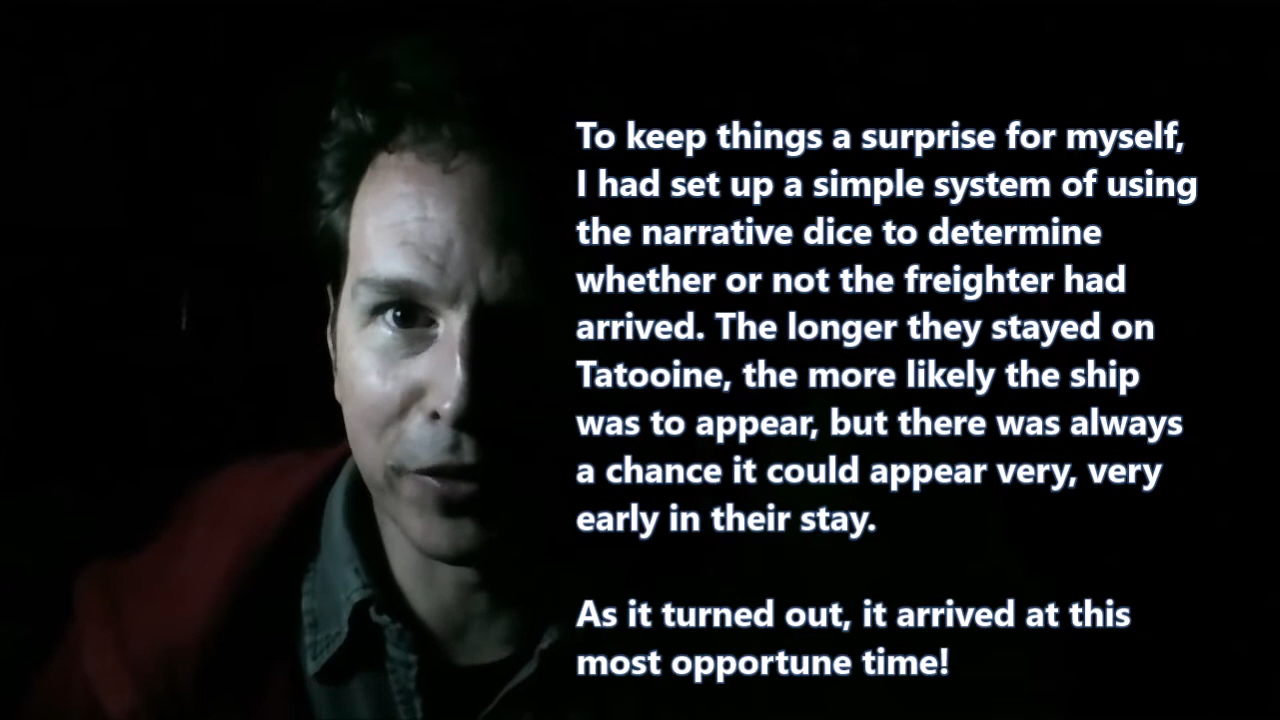 To keep things a surprise for myself,
I had set up a simple system of using
the narrative dice to determine
whether or not the freighter had
arrived. The longer they stayed on
Tatooine, the more likely the ship
was to appear, but there was always
a chance it could appear very, very
early in their stay.
As it turned out, it arrived at this
most opportune time!